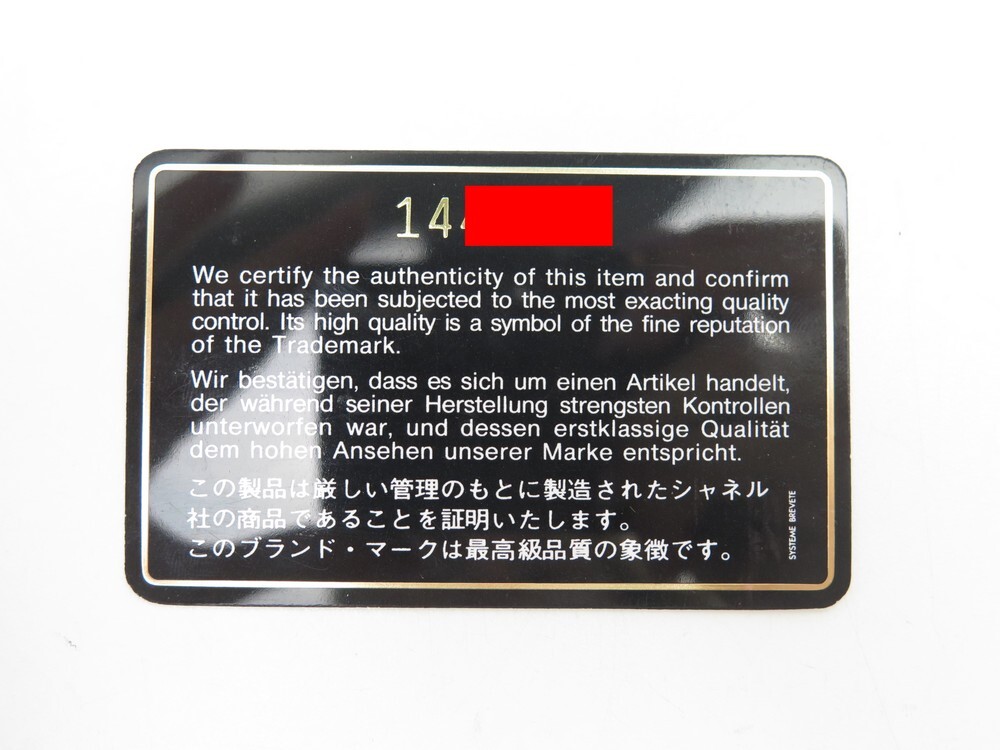 144
We certify the authenticity of this item and confirm
that it has been subjected to the most exacting quality
control. Its high quality is a symbol of the fine reputation
of the Trademark.
Wir bestätigen, dass es sich um einen Artikel handelt,
der während seiner Herstellung strengsten Kontrollen
unterworfen war, und dessen erstklassige Qualität
dem hohen Ansehen unserer Marke entspricht.
この製品は厳しい管理のもとに製造されたシャネル
社の商品であることを証明いたします。
このブランド・マークは最高級品質の象徴です。
SYSTEME BREVETE